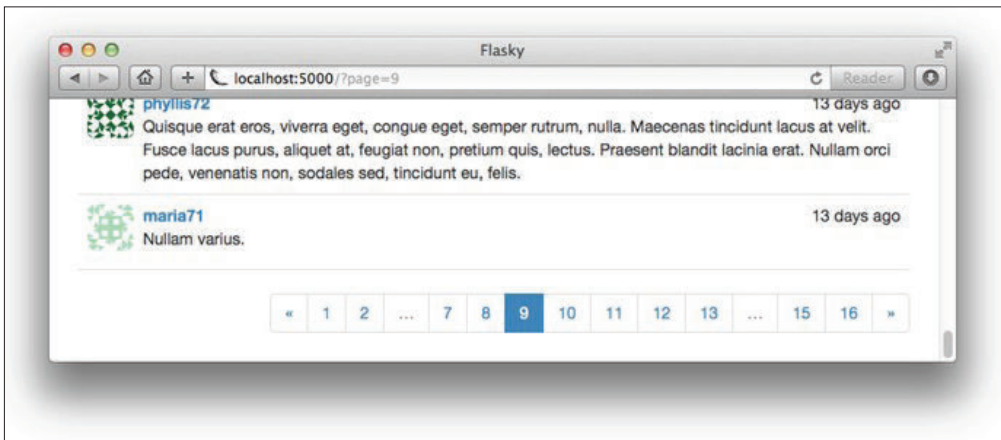 Flasky
localhost:5000/?page=9
Reader
phyllis72
13 days ago
Quisque erat eros, viverra eget, congue eget, semper rutrum, nulla. Maecenas tincidunt lacus at velit.
Fusce lacus purus, aliquet at, feugiat non, pretium quis, lectus. Praesent blandit lacinia erat. Nullam orci
pede, venenatis non, sodales sed, tincidunt eu, felis.
maria71
13 days ago
Nullam varius.
« 1 2 ... 7 8 9 10 11 12 13 ... 15 16 »